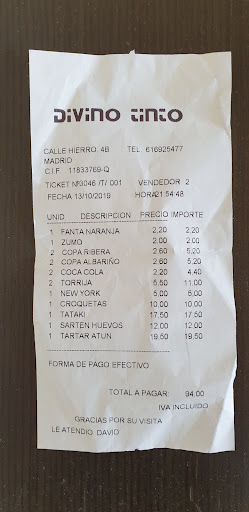 DiViNO tiNtO
CALLE HIERRO 4B TEL. 616925477
MADRID
C.I.F. 11833769-Q
TICKET Nº9046 /T/ 001 VENDEDOR 2
FECHA 13/10/2019 HORA21:54:48
UNID DESCRIPCION PRECIO IMPORTE
1 FANTA NARANJA 2.20 2.20
1 ZUMO 2.00 2.00
2 COPA RIBERA 2.60 5.20
2 COPA ALBARIÑO 2.60 5.20
2 COCA COLA 2.20 4.40
2 TORRIJA 5.50 11.00
1 NEW YORK 5.00 5.00
1 CROQUETAS 10.00 10.00
1 TATAKI 17.50 17.50
1 SARTEN HUEVOS 12.00 12.00
1 TARTAR ATUN 19.50 19.50
FORMA DE PAGO EFECTIVO
TOTAL A PAGAR: 94.00
IVA INCLUIDO
GRACIAS POR SU VISITA
LE ATENDIO DAVID